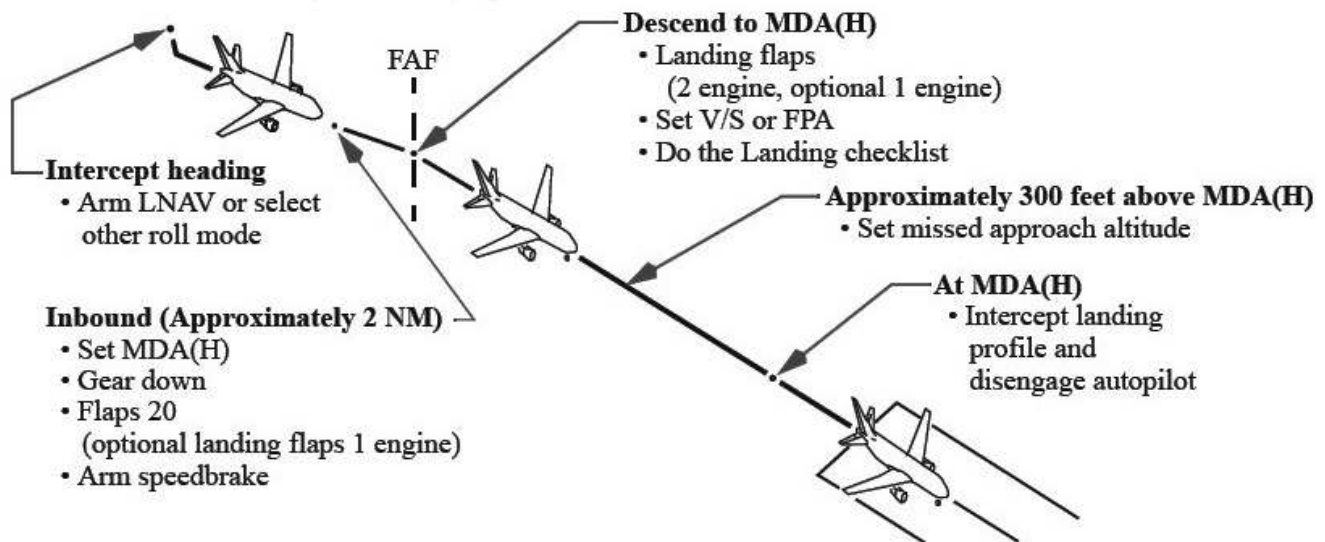 Descend to MDA(H)
• Landing flaps
(2 engine, optional 1 engine)
• Set V/S or FPA
• Do the Landing checklist
FAF
Intercept heading
• Arm LNAV or select
other roll mode
Approximately 300 feet above MDA(H)
• Set missed approach altitude
Inbound (Approximately 2 NM)
• Set MDA(H)
• Gear down
• Flaps 20
(optional landing flaps 1 engine)
• Arm speedbrake
At MDA(H)
• Intercept landing
profile and
disengage autopilot